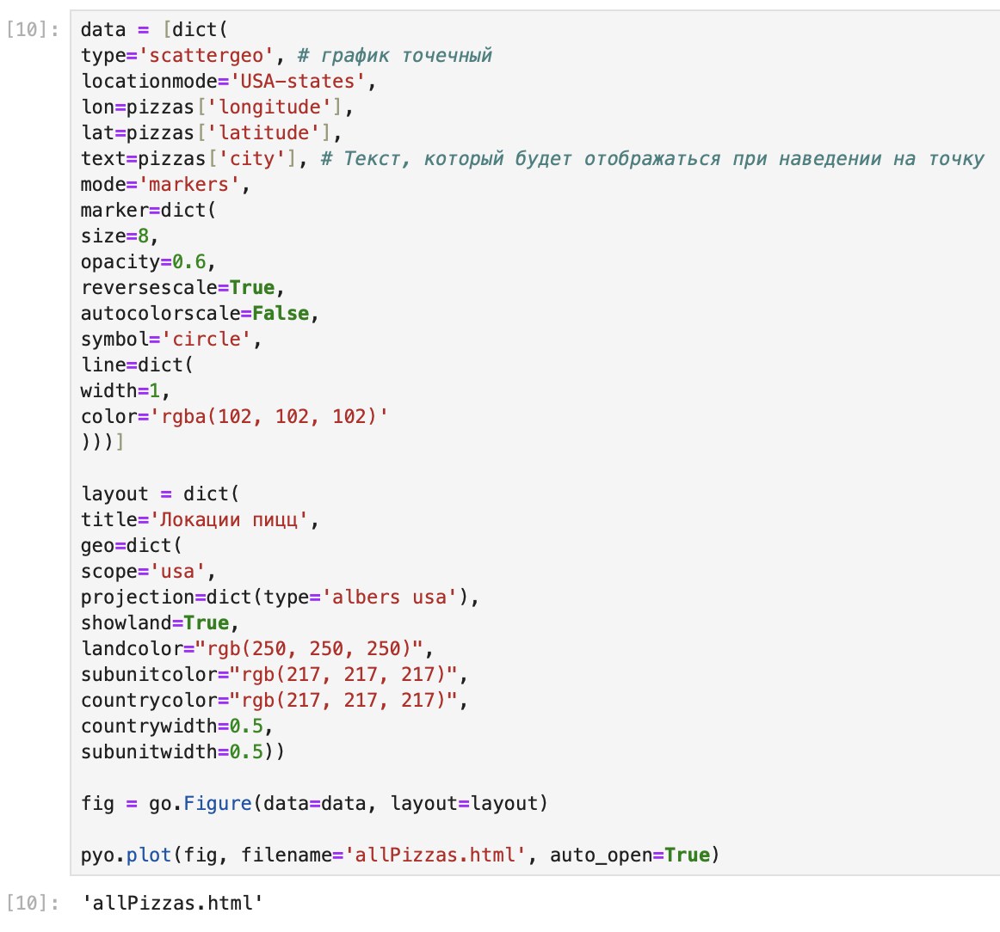 [10]: data = [dict(
type='scattergeo', # график точечный
locationmode='USA-states',
lon=pizzas['longitude'],
lat=pizzas['latitude'],
text=pizzas['city'], # Текст, который будет отображаться при наведении на точку
mode='markers',
marker=dict(
size=8,
opacity=0.6,
reversescale=True,
autocolorscale=False,
symbol='circle',
line=dict(
width=1,
color='rgba(102, 102, 102)'
)))]
layout = dict(
title='Локации пицц',
geo=dict(
scope='usa',
projection=dict(type='albers usa'),
showland=True,
landcolor="rgb(250, 250, 250)",
subunitcolor="rgb(217, 217, 217)",
countrycolor="rgb(217, 217, 217)",
countrywidth=0.5,
subunitwidth=0.5))
fig = go.Figure(data=data, layout=layout)
pyo.plot(fig, filename='allPizzas.html', auto_open=True)
[10]: 'allPizzas.html'